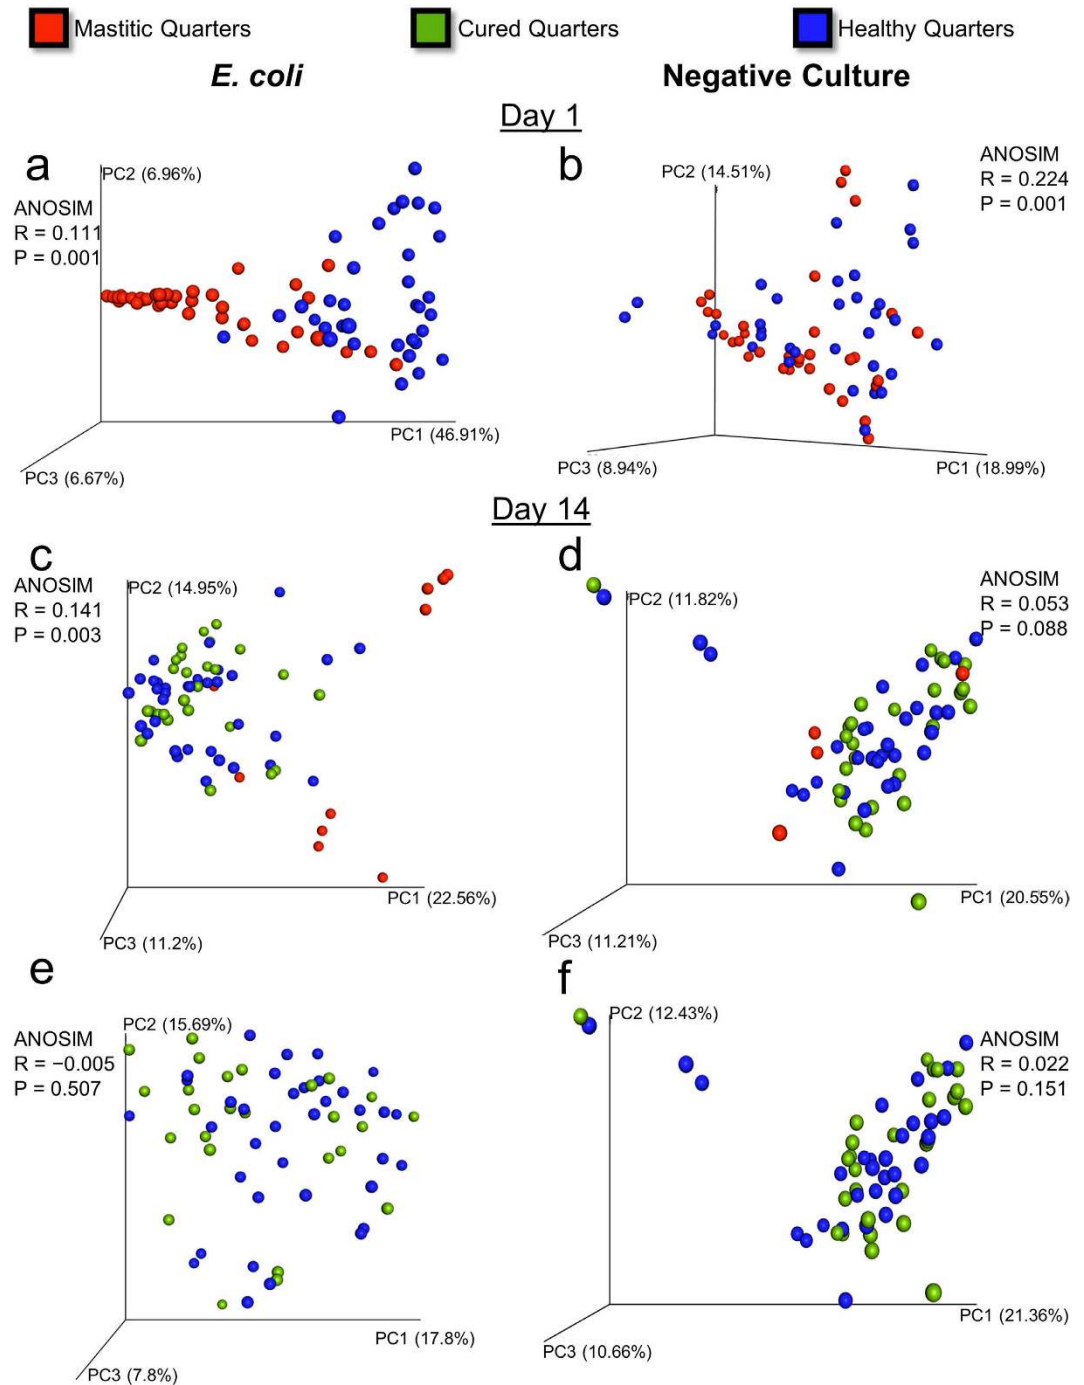 Mastitic Quarters
Cured Quarters
Healthy Quarters
E. coli
Negative Culture
Day 1
a
PC2 (6.96%)
ANOSIM
R = 0.111
P = 0.001
PC1 (46.91%)
PC3 (6.67%)
b
PC2 (14.51%)
ANOSIM
R = 0.224
P = 0.001
PC3 (8.94%)
PC1 (18.99%)
Day 14
c
ANOSIM
R = 0.141
P = 0.003
PC2 (14.95%)
PC1 (22.56%)
PC3 (11.2%)
d
PC2 (11.82%)
ANOSIM
R = 0.053
P = 0.088
PC1 (20.55%)
PC3 (11.21%)
e
PC2 (15.69%)
ANOSIM
R = −0.005
P = 0.507
PC1 (17.8%)
PC3 (7.8%)
f
PC2 (12.43%)
ANOSIM
R = 0.022
P = 0.151
PC1 (21.36%)
PC3 (10.66%)